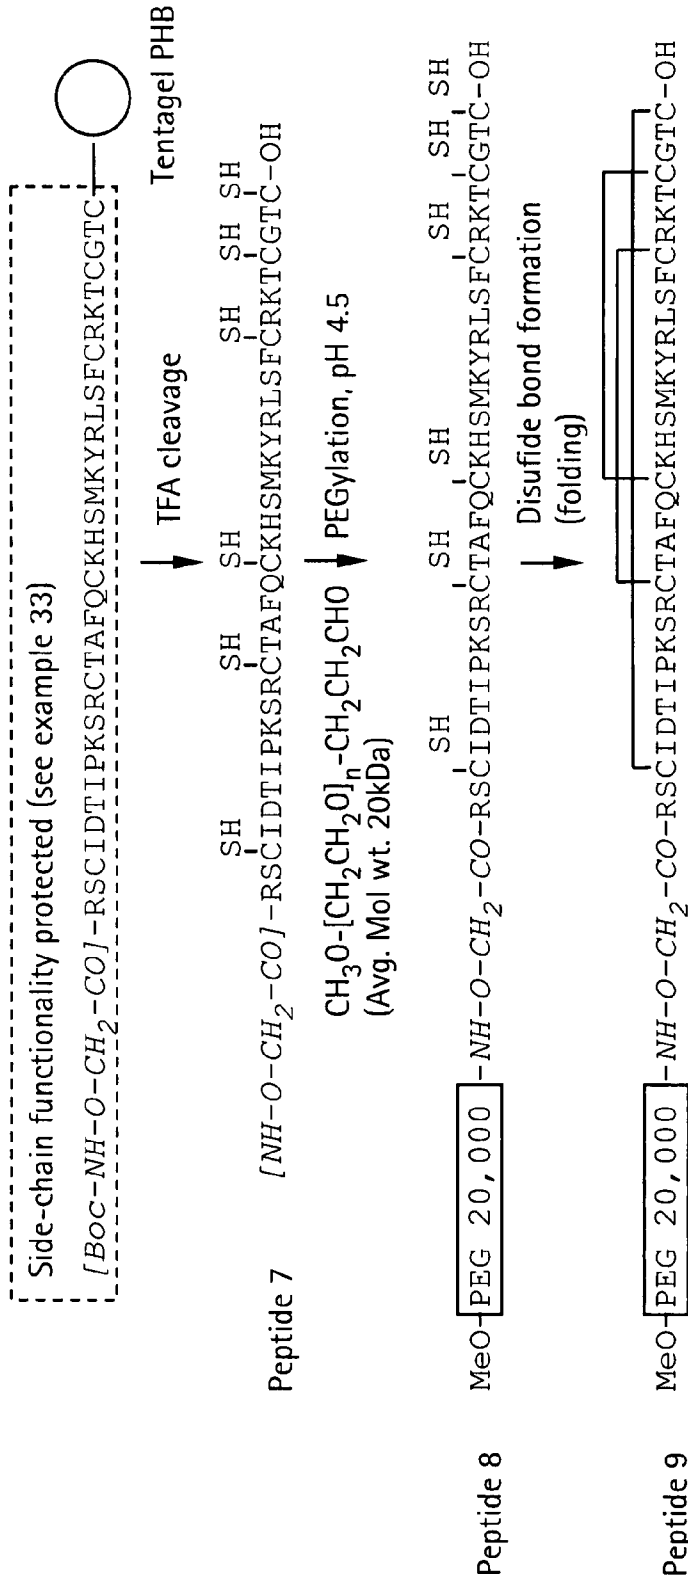 Side-chain functionality protected (see example 33)
[Boc-NH-O-CH2-CO]-RSCIDTIPKSRCTAFQCKHSMKYRLSFCRKTCGTC
Tentagel PHB
TFA cleavage
SH SH SH SH SH SH
Peptide 7 [NH-O-CH2-CO]-RSCIDTIPKSRCTAFQCKHSMKYRLSFCRKTCGTC-OH
CH3O-[CH2CH2O]n-CH2CH2CHO PEGylation, pH 4.5
(Avg. Mol wt. 20kDa)
SH SH SH SH SH SH
Peptide 8 MeO-PEG 20,000-NH-O-CH2-CO-RSCIDTIPKSRCTAFQCKHSMKYRLSFCRKTCGTC-OH
Disufide bond formation
(folding)
Peptide 9 MeO-PEG 20,000-NH-O-CH2-CO-RSCIDTIPKSRCTAFQCKHSMKYRLSFCRKTCGTC-OH